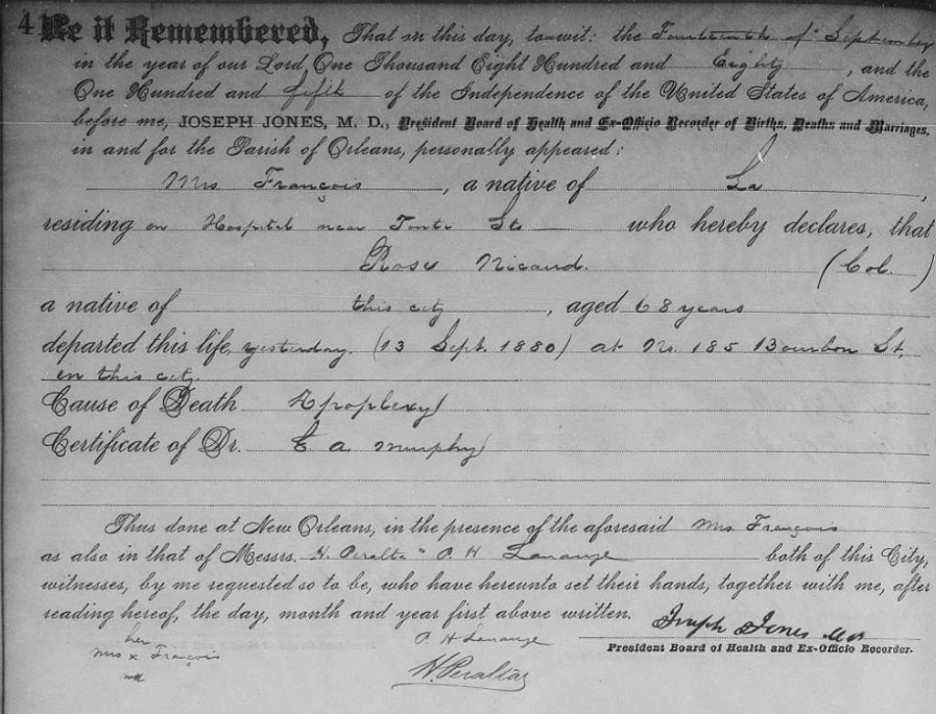 4 Be it Remembered, That on this day, to-wit: the Fourteenth of September
in the year of our Lord, One Thousand Eight Hundred and Eighty, and the
One Hundred and fifth of the Independence of the United States of America,
before me, JOSEPH JONES, M. D., President Board of Health and Ex-Officio Recorder of Births, Deaths and Marriages,
in and for the Parish of Orleans, personally appeared:
Mrs François, a native of La,
residing on Hospital near Tonti Sts who hereby declares, that
Rose Nicaud. (Col.)
a native of this city, aged 68 years
departed this life, yesterday. (13 Sept. 1880) at No. 185 Bourbon St.
in this city.
Cause of Death Apoplexy
Certificate of Dr. E. A. Murphy
Thus done at New Orleans, in the presence of the aforesaid Mrs François
as also in that of Messrs. H. Peralta " P. H Lanauze both of this City,
witnesses, by me requested so to be, who have hereunto set their hands, together with me, after
reading hereof, the day, month and year first above written.
Joseph Jones M.D.
President Board of Health and Ex-Officio Recorder.
her
Mrs x François
P. H Lanauze
H. Peralta